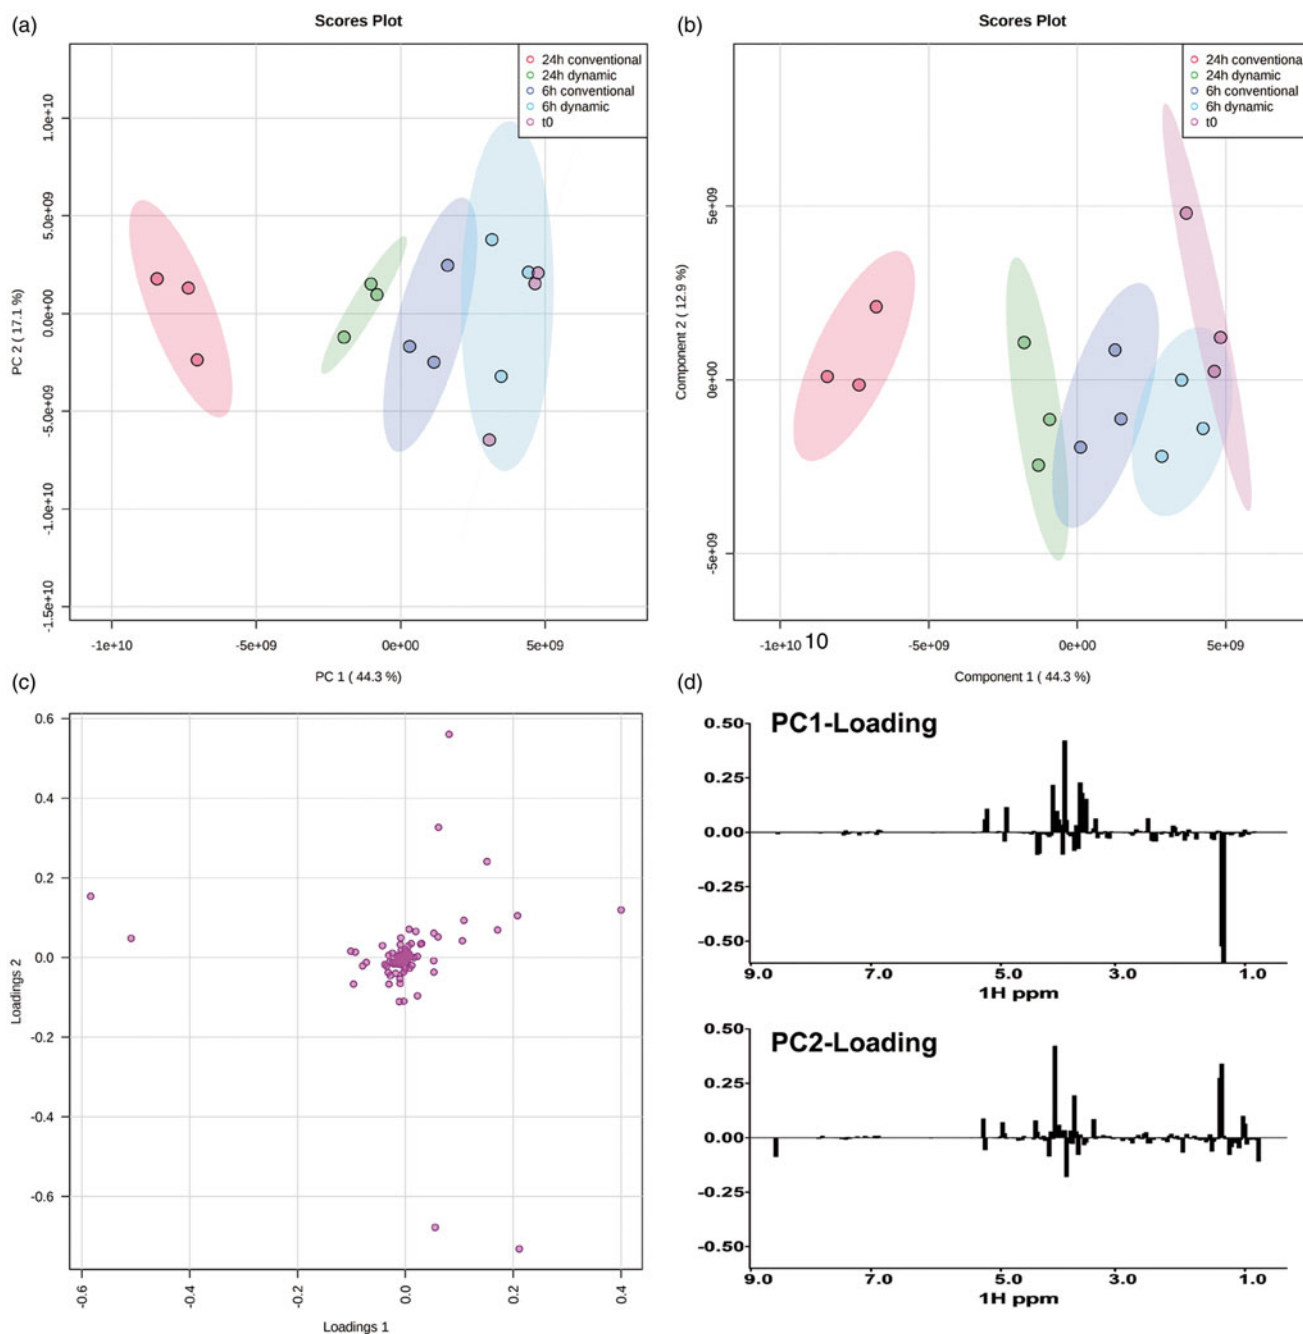 (a)
Scores Plot
24h conventional
24h dynamic
6h conventional
6h dynamic
t0
PC 2 ( 17.1 %)
1.0e+10
5.0e+09
0.0e+00
-5.0e+09
-1.0e+10
-1.5e+10
-1e+10 -5e+09 0e+00 5e+09
PC 1 ( 44.3 %)
(b)
Scores Plot
24h conventional
24h dynamic
6h conventional
6h dynamic
t0
Component 2 ( 12.9 %)
5e+09
0e+00
-5e+09
-1e+10 10 -5e+09 0e+00 5e+09
Component 1 ( 44.3 %)
(c)
Loadings 2
0.6
0.4
0.2
0.0
-0.2
-0.4
-0.6
-0.6 -0.4 -0.2 0.0 0.2 0.4
Loadings 1
(d)
PC1-Loading
0.50
0.25
0.00
-0.25
-0.50
9.0 7.0 5.0 3.0 1.0
1H ppm
PC2-Loading
0.50
0.25
0.00
-0.25
-0.50
9.0 7.0 5.0 3.0 1.0
1H ppm